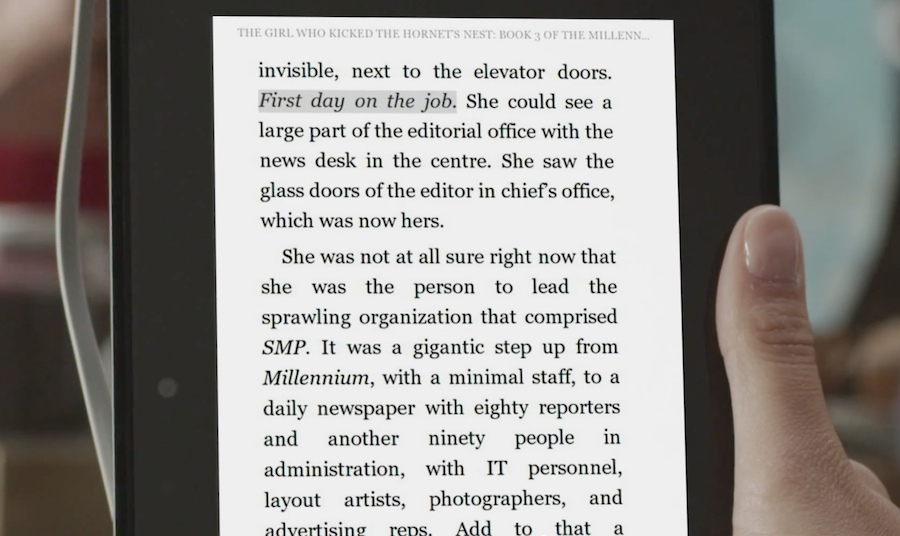 THE GIRL WHO KICKED THE HORNET'S NEST: BOOK 3 OF THE MILLENN...
invisible, next to the elevator doors.
First day on the job. She could see a
large part of the editorial office with the
news desk in the centre. She saw the
glass doors of the editor in chief's office,
which was now hers.
She was not at all sure right now that
she was the person to lead the
sprawling organization that comprised
SMP. It was a gigantic step up from
Millennium, with a minimal staff, to a
daily newspaper with eighty reporters
and another ninety people in
administration, with IT personnel,
layout artists, photographers, and
advertising reps. Add to that a